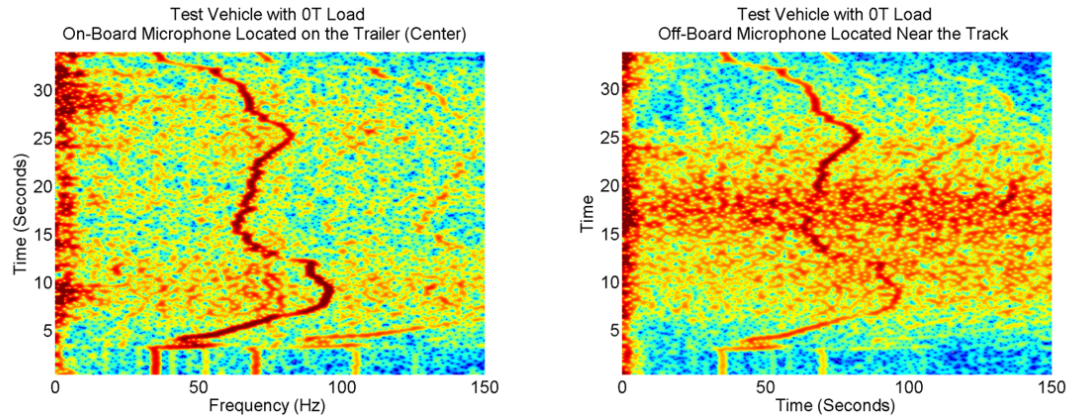 Test Vehicle with 0T Load
On-Board Microphone Located on the Trailer (Center)
Time (Seconds)
30
25
20
15
10
5
0
50
100
150
Frequency (Hz)
Test Vehicle with 0T Load
Off-Board Microphone Located Near the Track
Time
30
25
20
15
10
5
0
50
100
150
Time (Seconds)